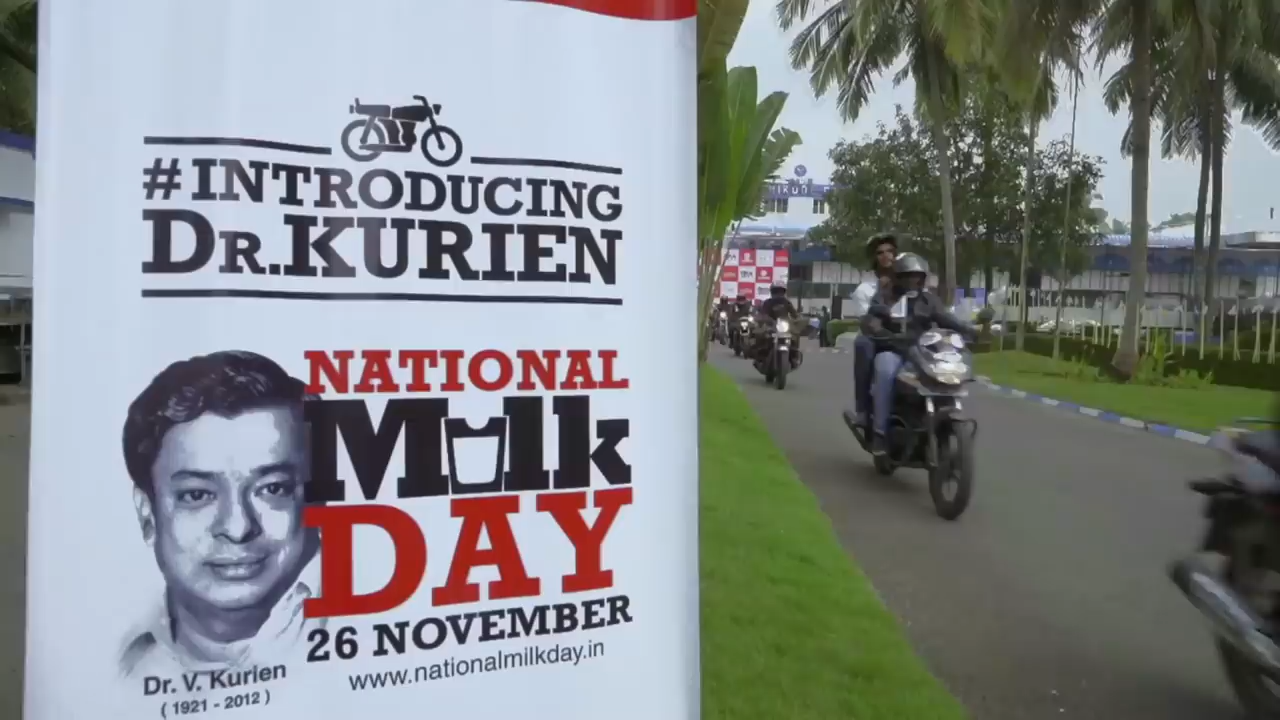 #INTRODUCING
DR.KURIEN
NATIONAL
Milk
DAY
26 NOVEMBER
www.nationalmilkday.in
Dr. V. Kurien
( 1921 - 2012 )